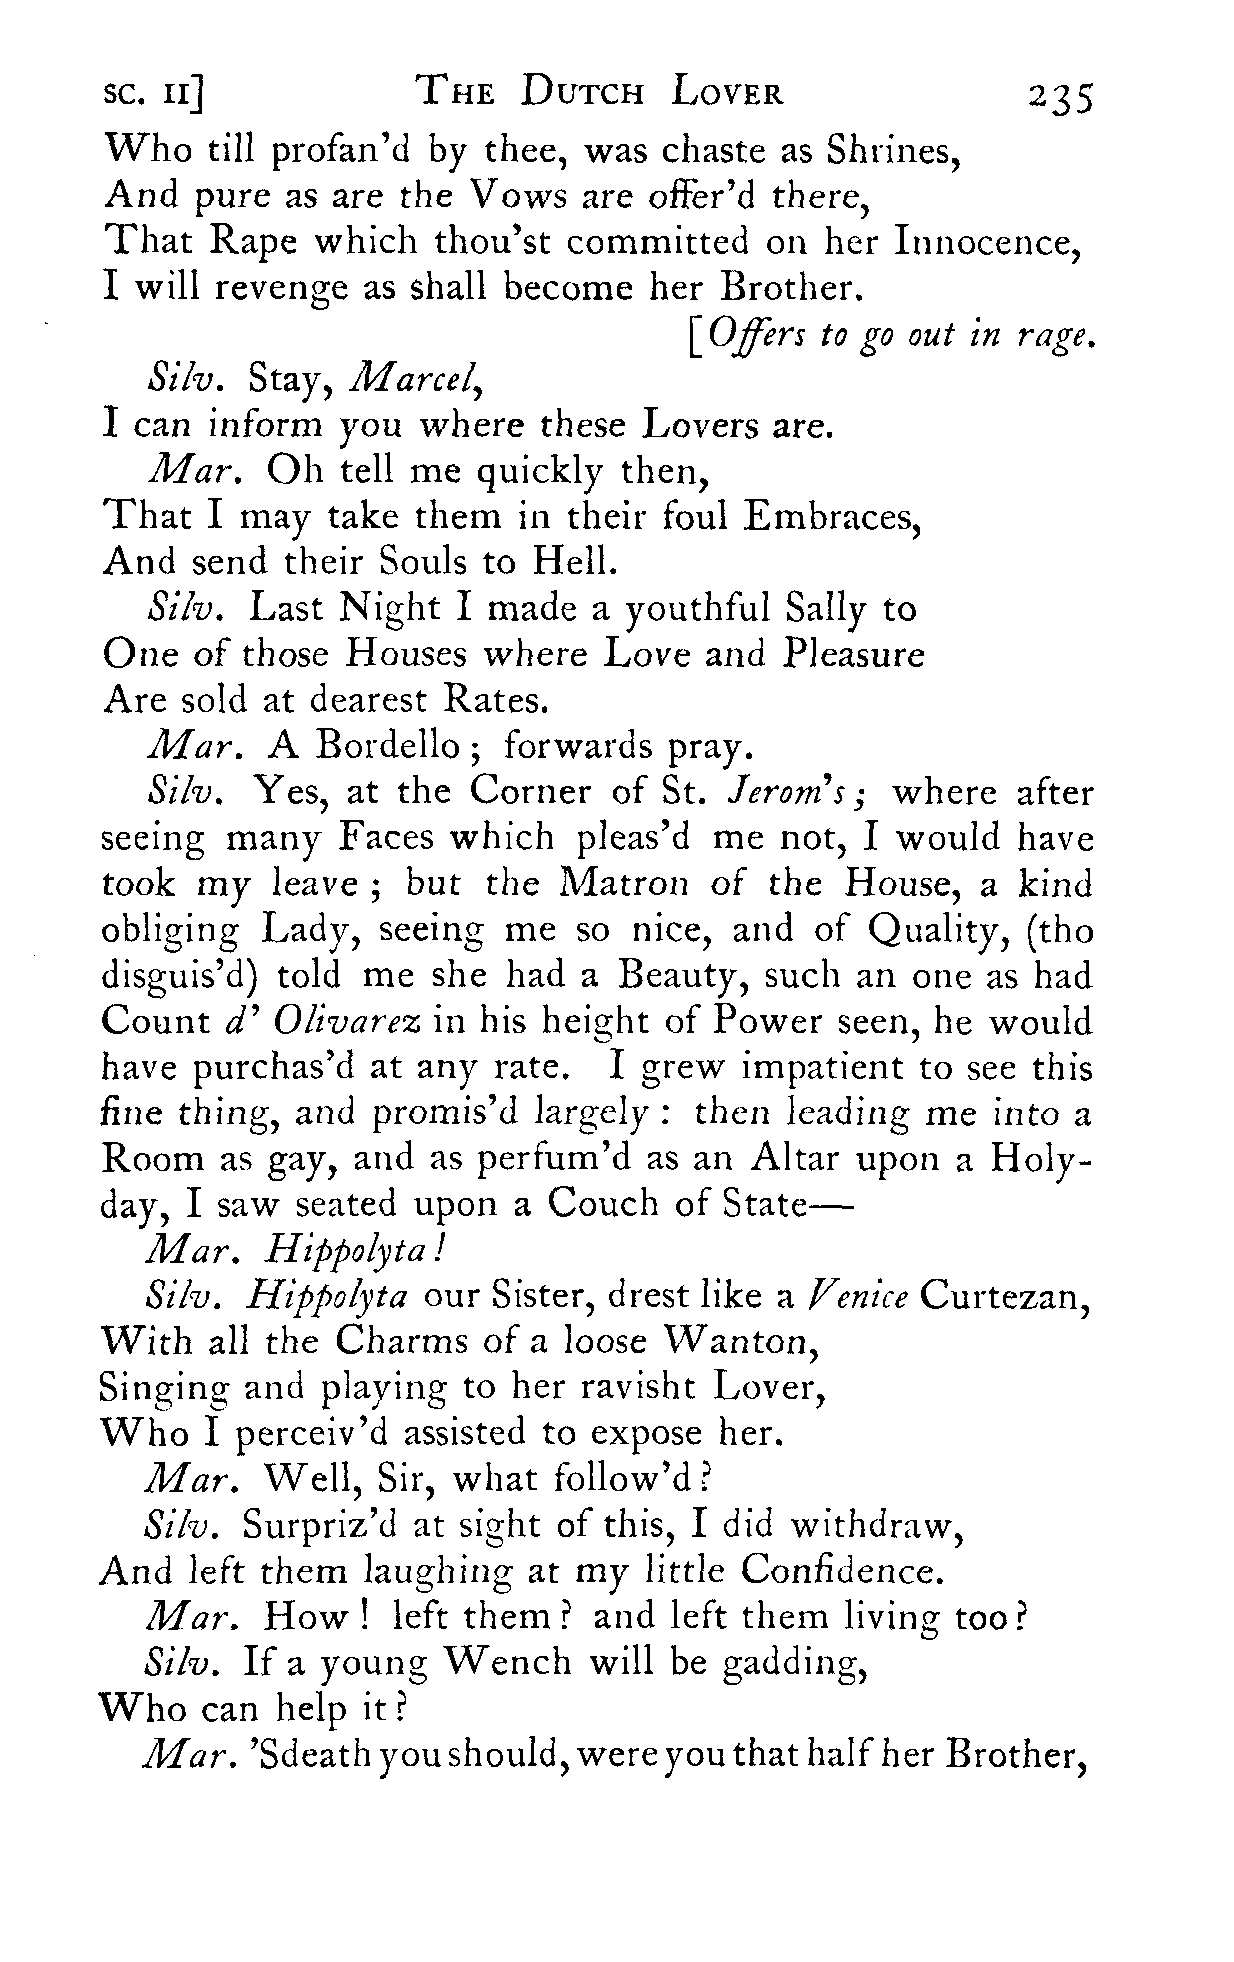 SC. II] THE DUTCH LOVER 235
Who till profan'd by thee, was chaste as Shrines,
And pure as are the Vows are offer'd there,
That Rape which thou'st committed on her Innocence,
I will revenge as shall become her Brother.
[Offers to go out in rage.
Silv. Stay, Marcel,
I can inform you where these Lovers are.
Mar. Oh tell me quickly then,
That I may take them in their foul Embraces,
And send their Souls to Hell.
Silv. Last Night I made a youthful Sally to
One of those Houses where Love and Pleasure
Are sold at dearest Rates.
Mar. A Bordello ; forwards pray.
Silv. Yes, at the Corner of St. Jerom's ; where after
seeing many Faces which pleas'd me not, I would have
took my leave ; but the Matron of the House, a kind
obliging Lady, seeing me so nice, and of Quality, (tho
disguis'd) told me she had a Beauty, such an one as had
Count d' Olivarez in his height of Power seen, he would
have purchas'd at any rate. I grew impatient to see this
fine thing, and promis'd largely : then leading me into a
Room as gay, and as perfum'd as an Altar upon a Holy-
day, I saw seated upon a Couch of State—
Mar. Hippolyta !
Silv. Hippolyta our Sister, drest like a Venice Curtezan,
With all the Charms of a loose Wanton,
Singing and playing to her ravisht Lover,
Who I perceiv'd assisted to expose her.
Mar. Well, Sir, what follow'd ?
Silv. Surpriz'd at sight of this, I did withdraw,
And left them laughing at my little Confidence.
Mar. How ! left them ? and left them living too ?
Silv. If a young Wench will be gadding,
Who can help it ?
Mar. 'Sdeath you should, were you that half her Brother,